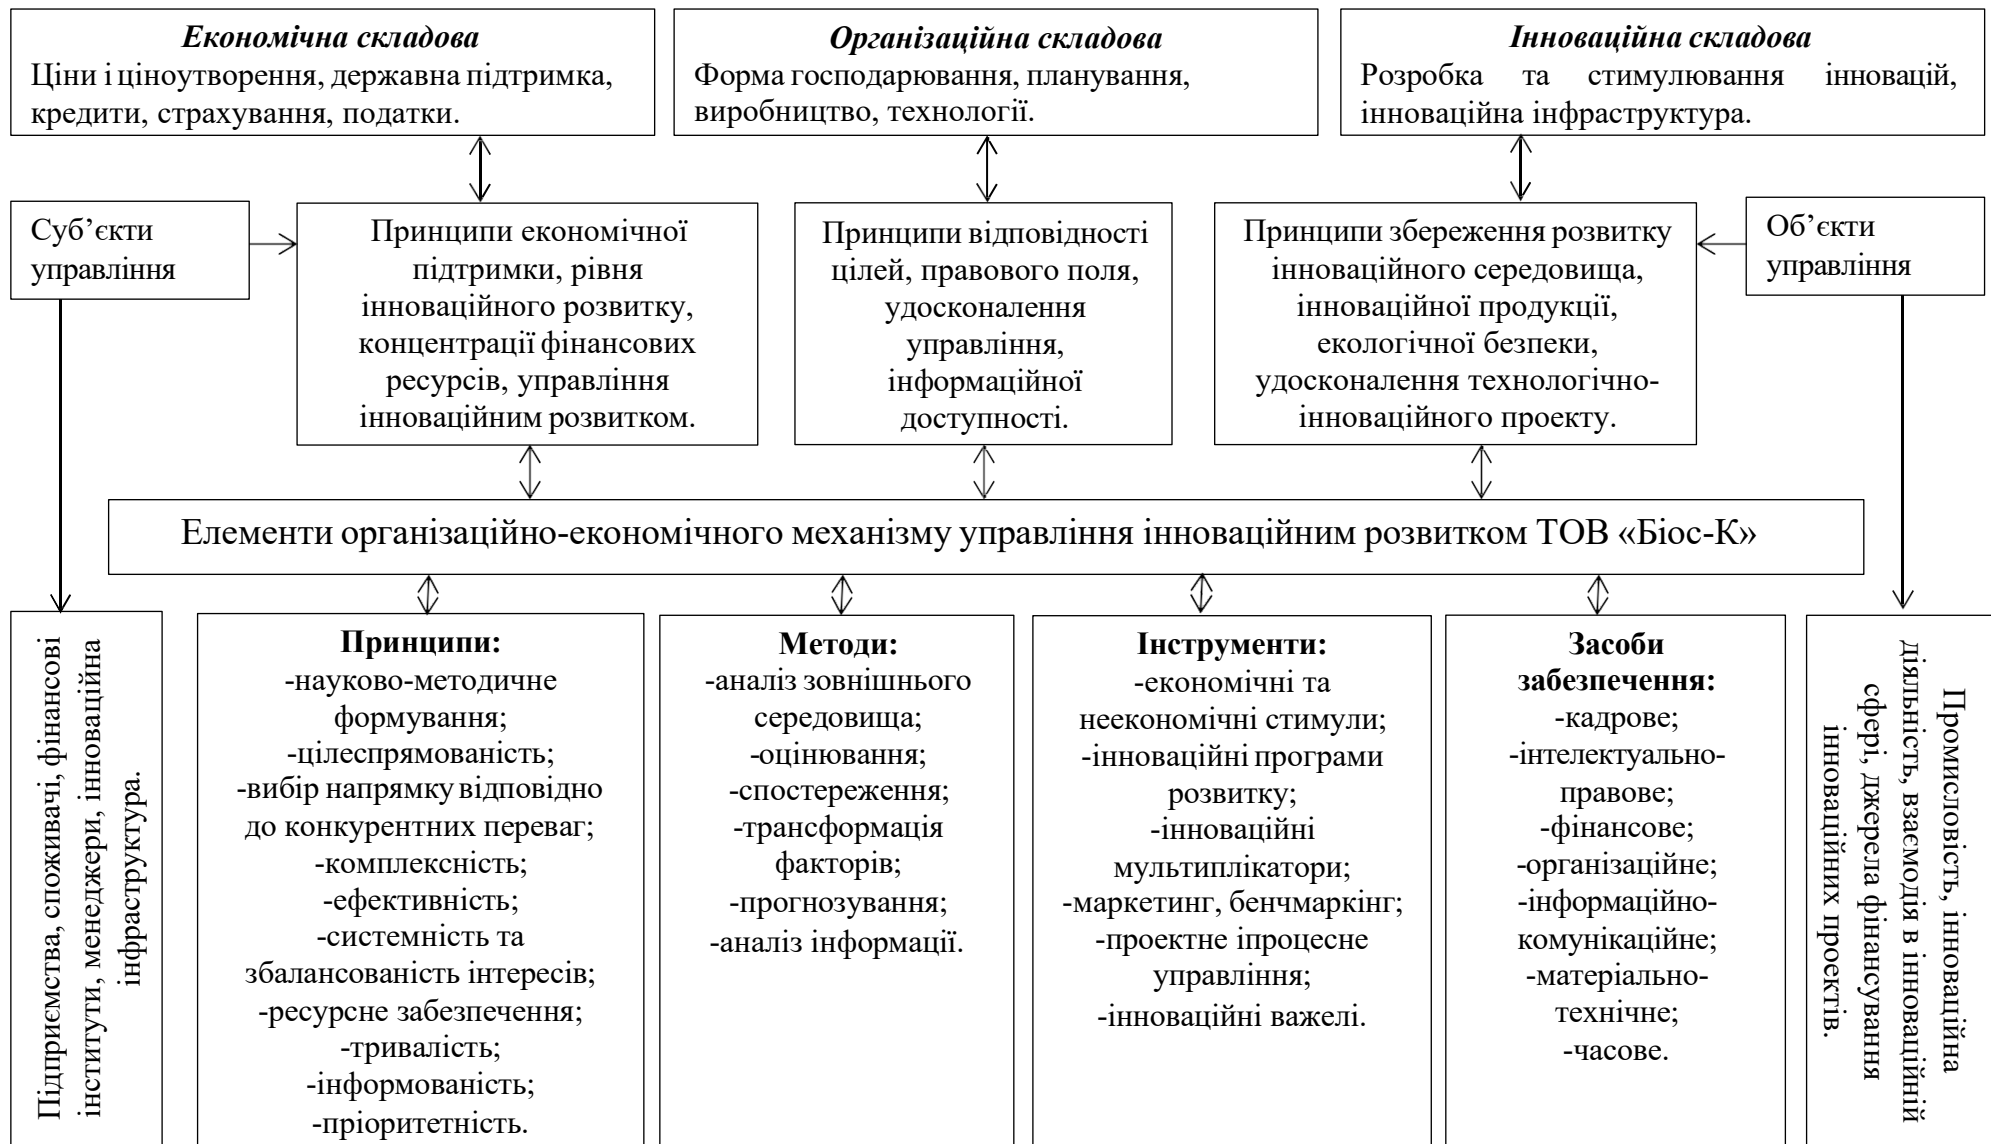 Економічна складова
Ціни і ціноутворення, державна підтримка,
кредити, страхування, податки.
Організаційна складова
Форма господарювання, планування,
виробництво, технології.
Інноваційна складова
Розробка та стимулювання інновацій,
інноваційна інфраструктура.
Суб’єкти
управління
Принципи економічної
підтримки, рівня
інноваційного розвитку,
концентрації фінансових
ресурсів, управління
інноваційним розвитком.
Принципи відповідності
цілей, правового поля,
удосконалення
управління,
інформаційної
доступності.
Принципи збереження розвитку
інноваційного середовища,
інноваційної продукції,
екологічної безпеки,
удосконалення технологічно-
інноваційного проекту.
Об’єкти
управління
Елементи організаційно-економічного механізму управління інноваційним розвитком ТОВ «Біос-К»
Підприємства, споживачі, фінансові
інститути, менеджери, інноваційна
інфраструктура.
Принципи:
-науково-методичне
формування;
-цілеспрямованість;
-вибір напрямку відповідно
до конкурентних переваг;
-комплексність;
-ефективність;
-системність та
збалансованість інтересів;
-ресурсне забезпечення;
-тривалість;
-інформованість;
-пріоритетність.
Методи:
-аналіз зовнішнього
середовища;
-оцінювання;
-спостереження;
-трансформація
факторів;
-прогнозування;
-аналіз інформації.
Інструменти:
-економічні та
неекономічні стимули;
-інноваційні програми
розвитку;
-інноваційні
мультиплікатори;
-маркетинг, бенчмаркінг;
-проектне іпроцесне
управління;
-інноваційні важелі.
Засоби
забезпечення:
-кадрове;
-інтелектуально-
правове;
-фінансове;
-організаційне;
-інформаційно-
комунікаційне;
-матеріально-
технічне;
-часове.
Промисловість, інноваційна
діяльність, взаємодія в інноваційній
сфері, джерела фінансування
інноваційних проектів.